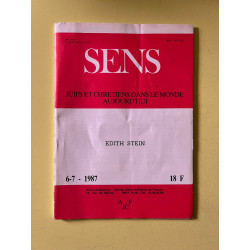 SENS
JUIFS ET CHRETIENS DANS LE MONDE
AUJOURD'HUI
EDITH STEIN
6-7 - 1987 18 F